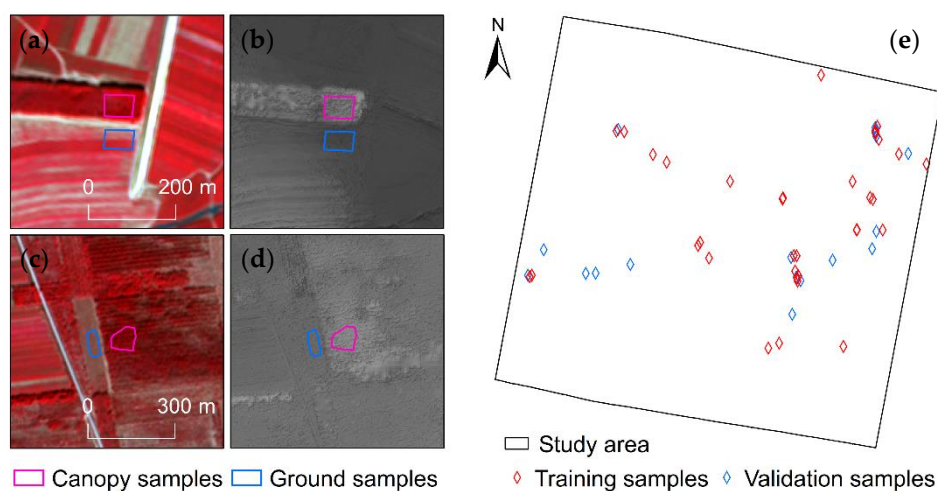 (a)
(b)
N
(e)
0 200 m
(c)
(d)
0 300 m
Study area
Canopy samples Ground samples
Training samples Validation samples